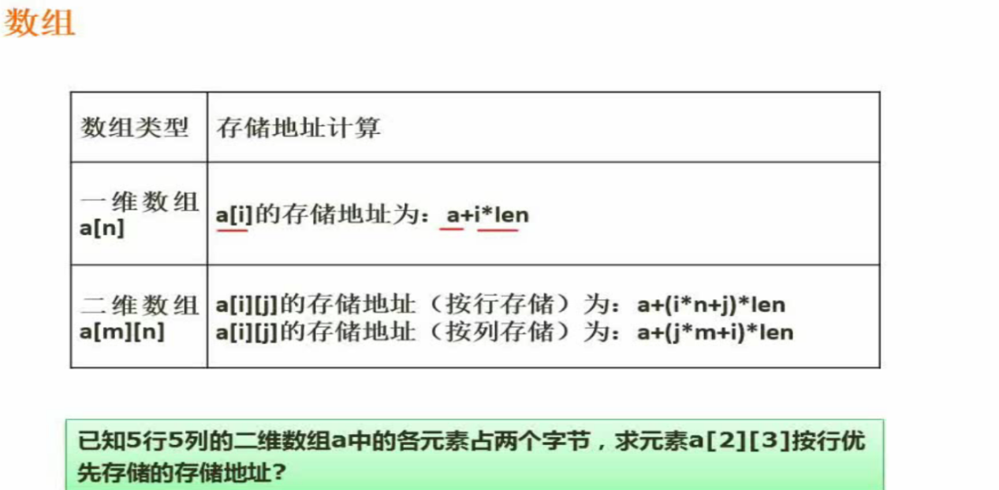 数组
数组类型
存储地址计算
一维数组
a[n]
a[i]的存储地址为：a+i*len
二维数组
a[m][n]
a[i][j]的存储地址（按行存储）为：a+(i*n+j)*len
a[i][j]的存储地址（按列存储）为：a+(j*m+i)*len
已知5行5列的二维数组a中的各元素占两个字节，求元素a[2][3]按行优
先存储的存储地址?